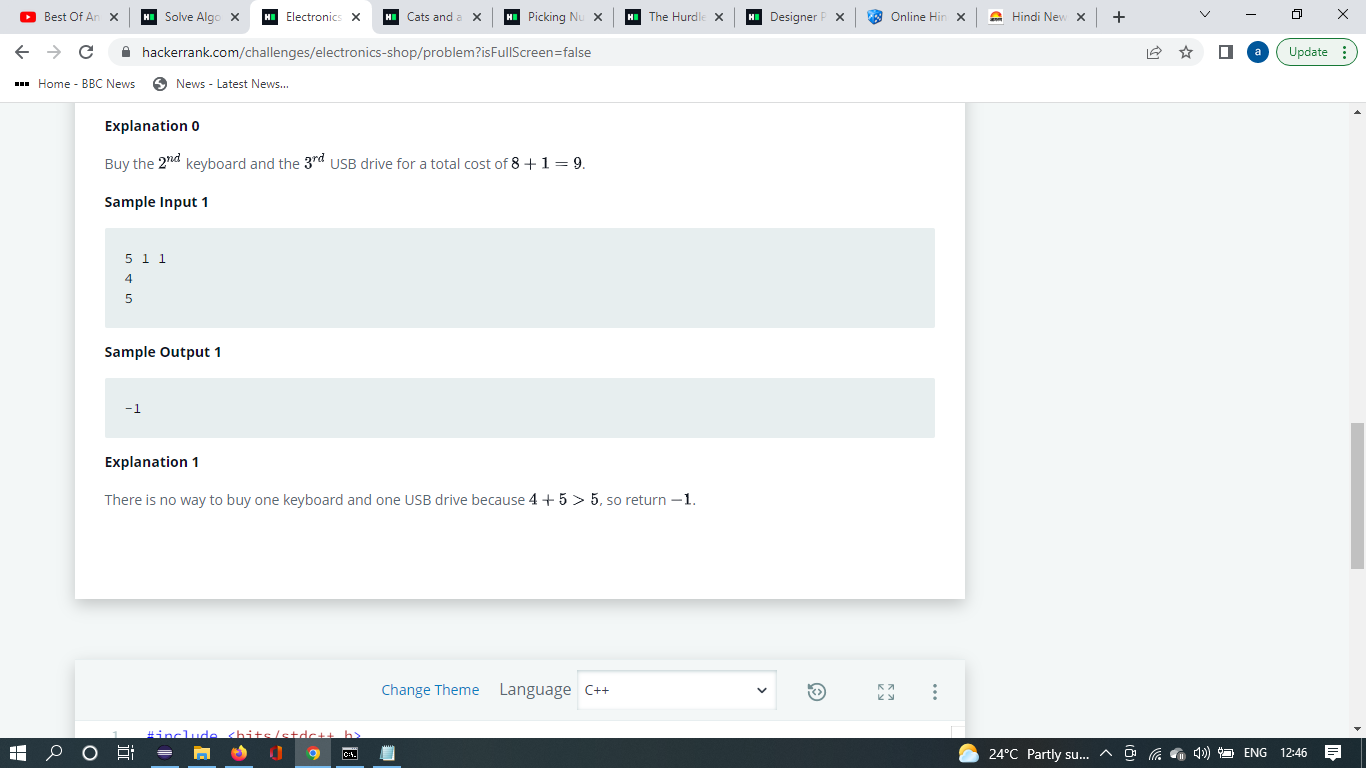 Best Of An
Solve Algo
Electronics
Cats and a
Picking Nu
The Hurdle
Designer P
Online Hin
Hindi New
hackerrank.com/challenges/electronics-shop/problem?isFullScreen=false
a
Update
Home - BBC News
News - Latest News...
Explanation 0
Buy the 2nd keyboard and the 3rd USB drive for a total cost of 8 + 1 = 9.
Sample Input 1
5 1 1
4
5
Sample Output 1
-1
Explanation 1
There is no way to buy one keyboard and one USB drive because 4 + 5 > 5, so return −1.
Change Theme Language C++
1 #include <bits/stdc++.h>
24°C Partly su... ENG 12:46